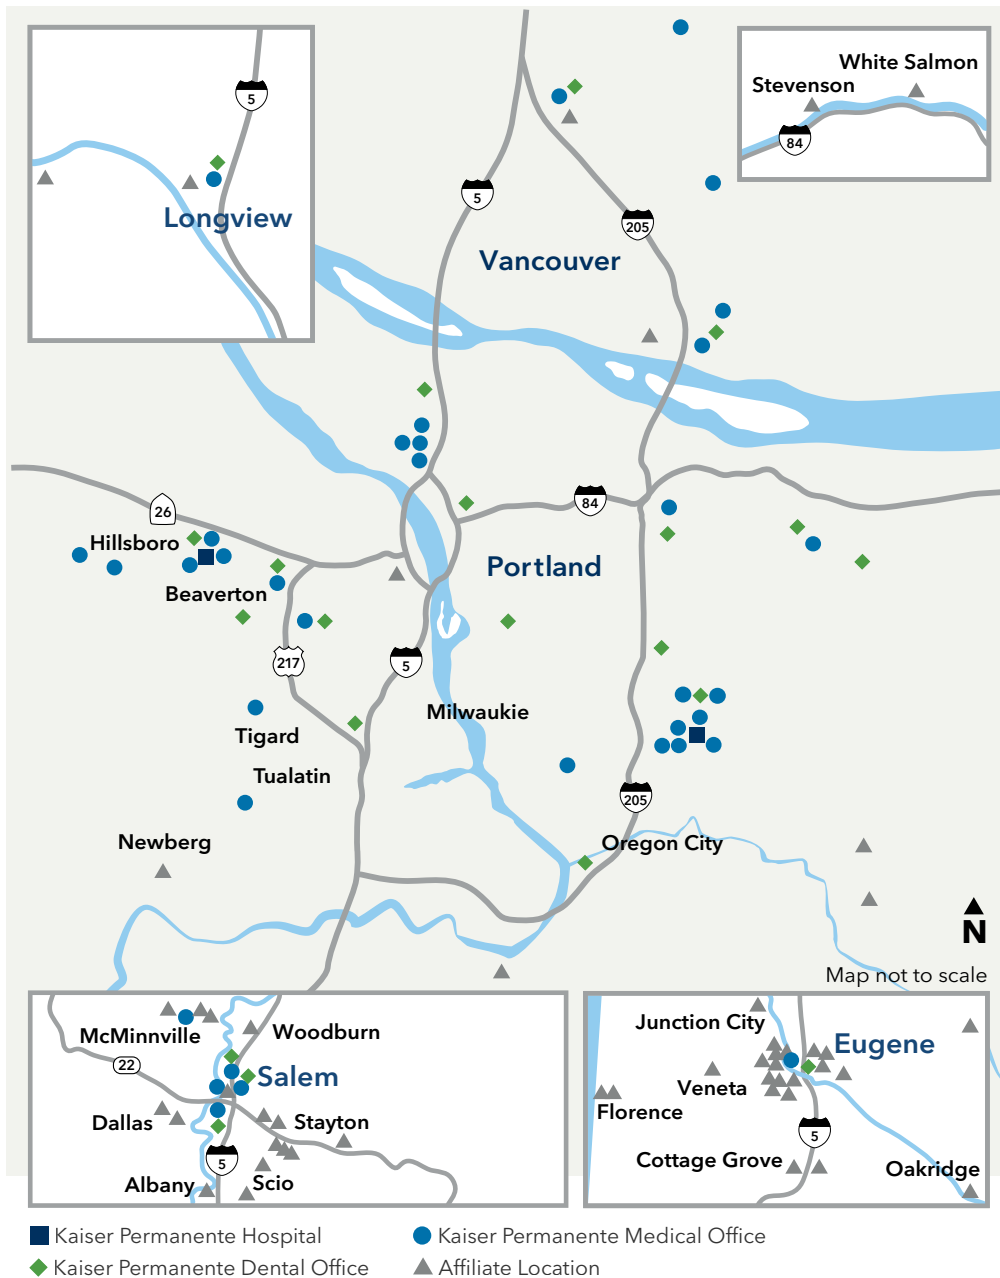 5
Longview
White Salmon
Stevenson
84
5
205
Vancouver
26
84
Hillsboro
Portland
Beaverton
217
5
Milwaukie
Tigard
Tualatin
205
Newberg
Oregon City
N
Map not to scale
McMinnville
Woodburn
22
Salem
Dallas
Stayton
5
Albany
Scio
Junction City
Eugene
Veneta
Florence
5
Cottage Grove
Oakridge
Kaiser Permanente Hospital
Kaiser Permanente Medical Office
Kaiser Permanente Dental Office
Affiliate Location